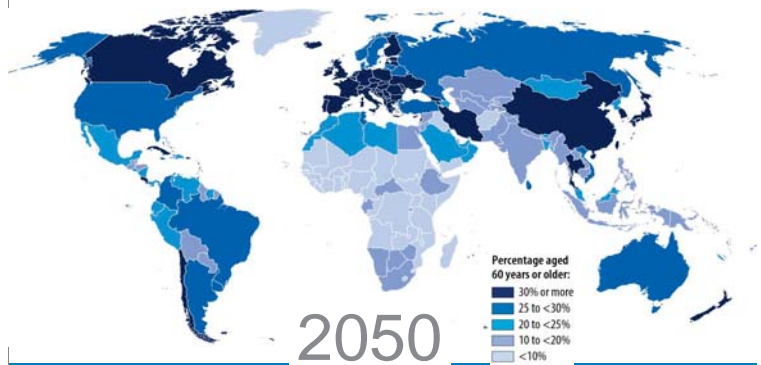 Percentage aged
60 years or older:
30% or more
25 to <30%
20 to <25%
10 to <20%
<10%
2050